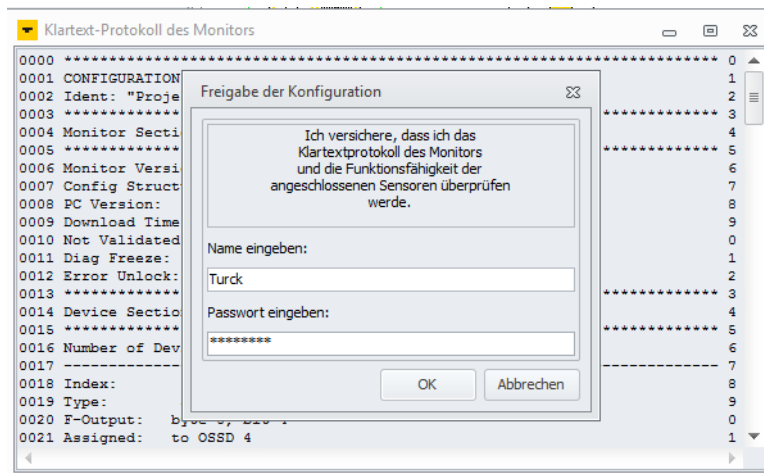 Klartext-Protokoll des Monitors
0000 ************************************************************************* 0
0001 CONFIGURATION 1
0002 Ident: "Proje 2
0003 ************* ************* 3
0004 Monitor Secti 4
0005 ************* ************* 5
0006 Monitor Versi 6
0007 Config Struct 7
0008 PC Version: 8
0009 Download Time 9
0010 Not Validated 0
0011 Diag Freeze: 1
0012 Error Unlock: 2
0013 ************* ************* 3
0014 Device Sectio 4
0015 ************* ************* 5
0016 Number of Dev 6
0017 ------------- ------------- 7
0018 Index: 8
0019 Type: 9
0020 F-Output: 0
0021 Assigned: to OSSD 4 1
Freigabe der Konfiguration
Ich versichere, dass ich das
Klartextprotokoll des Monitors
und die Funktionsfähigkeit der
angeschlossenen Sensoren überprüfen
werde.
Name eingeben:
Turck
Passwort eingeben:
********
OK Abbrechen